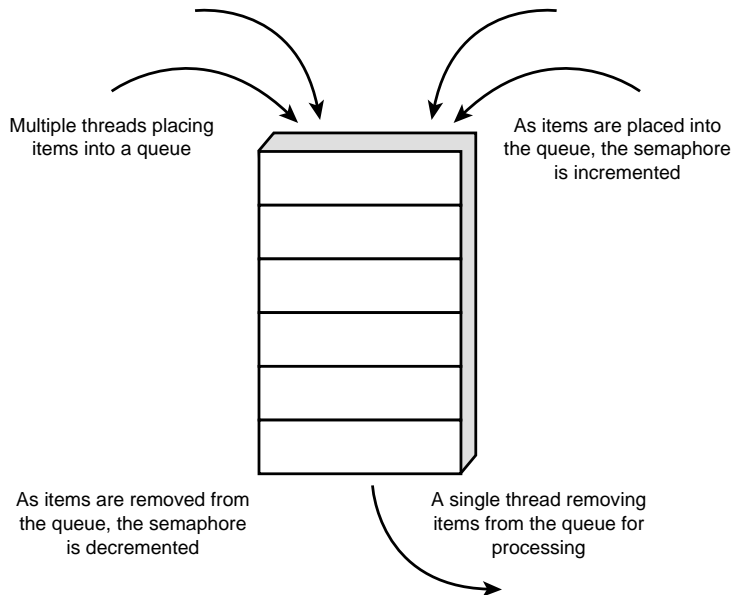 Multiple threads placing
items into a queue
As items are placed into
the queue, the semaphore
is incremented
As items are removed from
the queue, the semaphore
is decremented
A single thread removing
items from the queue for
processing